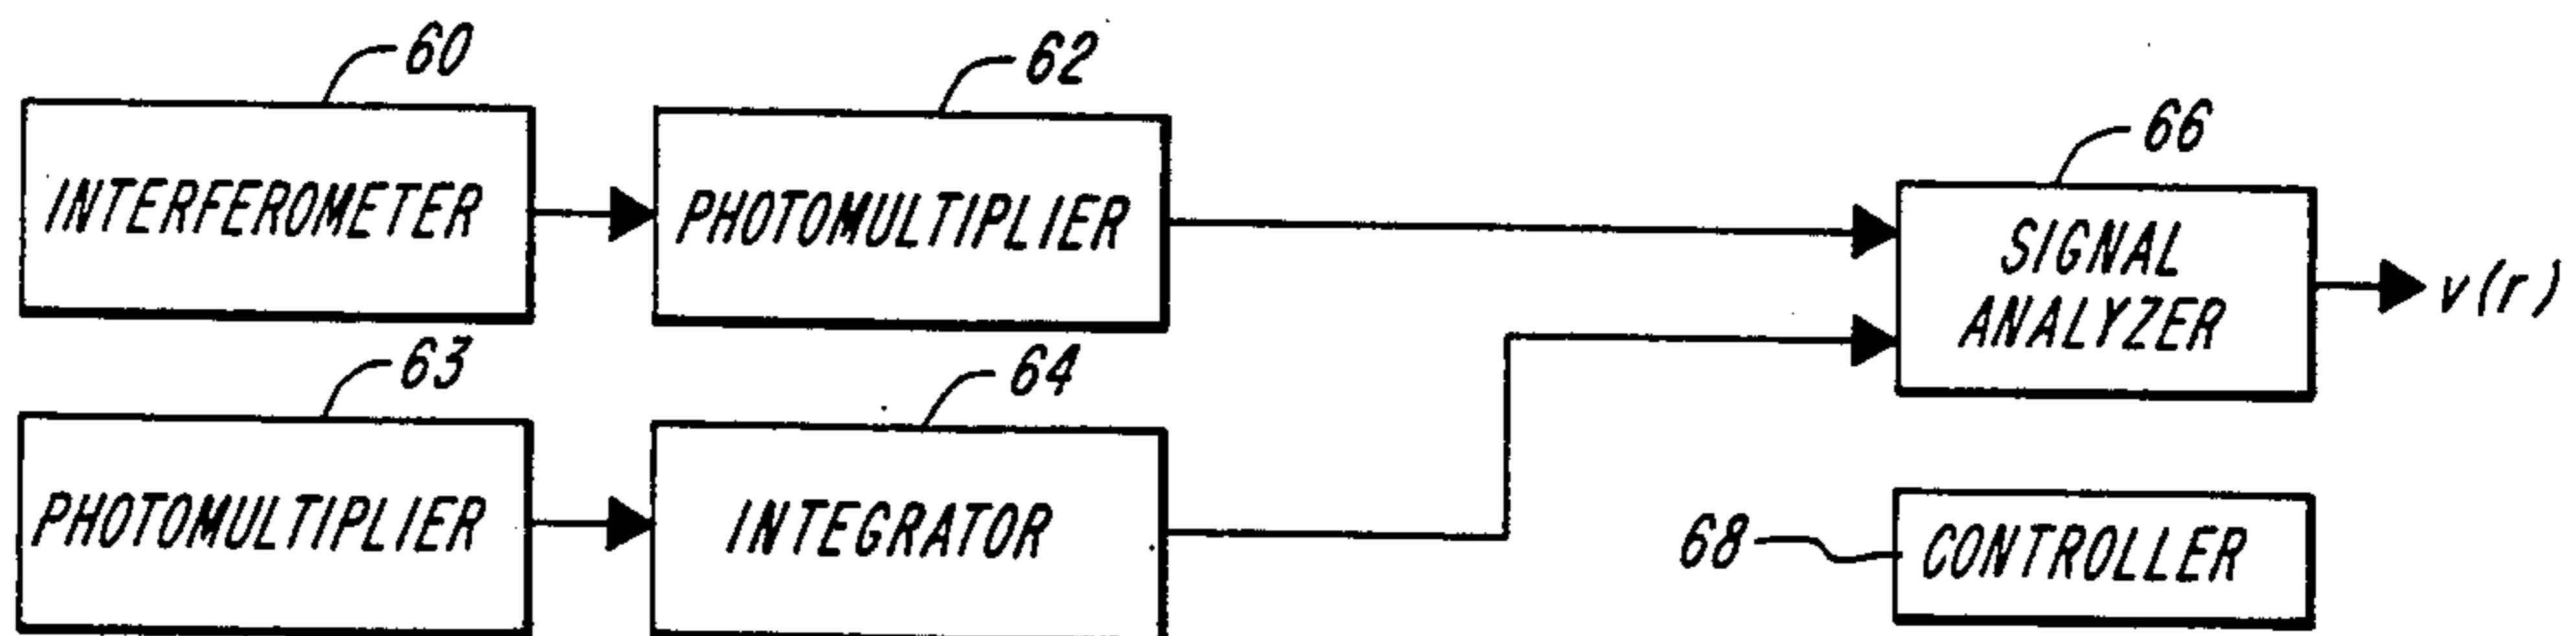 60
62
66
INTERFEROMETER
PHOTOMULTIPLIER
SIGNAL
ANALYZER
v(r)
63
64
PHOTOMULTIPLIER
INTEGRATOR
68
CONTROLLER